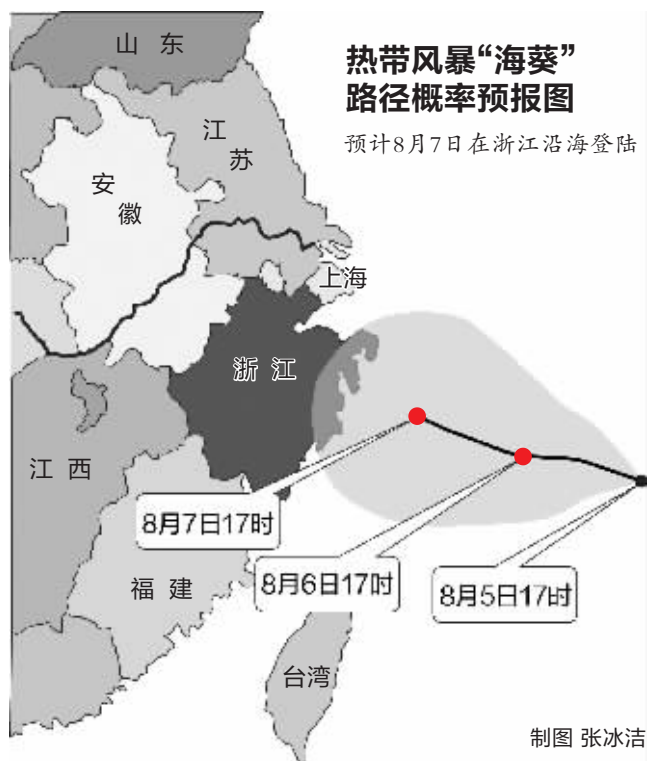 热带风暴“海葵”
路径概率预报图
预计8月7日在浙江沿海登陆
山 东
江
苏
安
徽
上海
浙 江
江 西
8月7日17时
8月6日17时
8月5日17时
福 建
台湾
制图 张冰洁